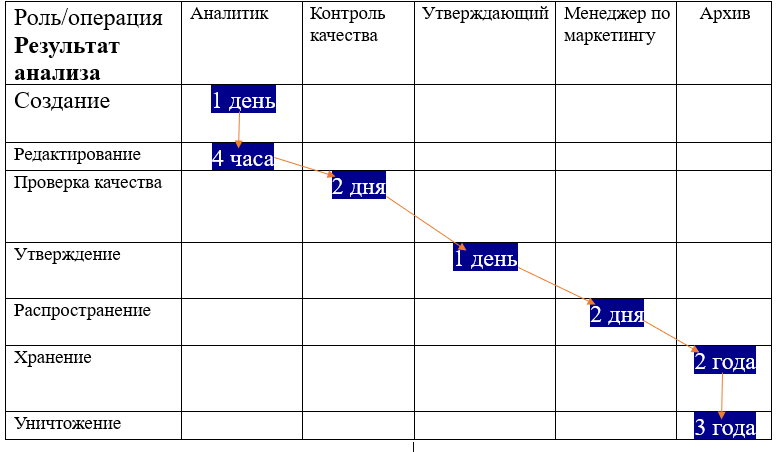 Роль/операция
Результат
анализа
Аналитик
Контроль
качества
Утверждающий
Менеджер по
маркетингу
Архив
Создание
1 день
Редактирование
4 часа
Проверка качества
2 дня
Утверждение
1 день
Распространение
2 дня
Хранение
2 года
Уничтожение
3 года